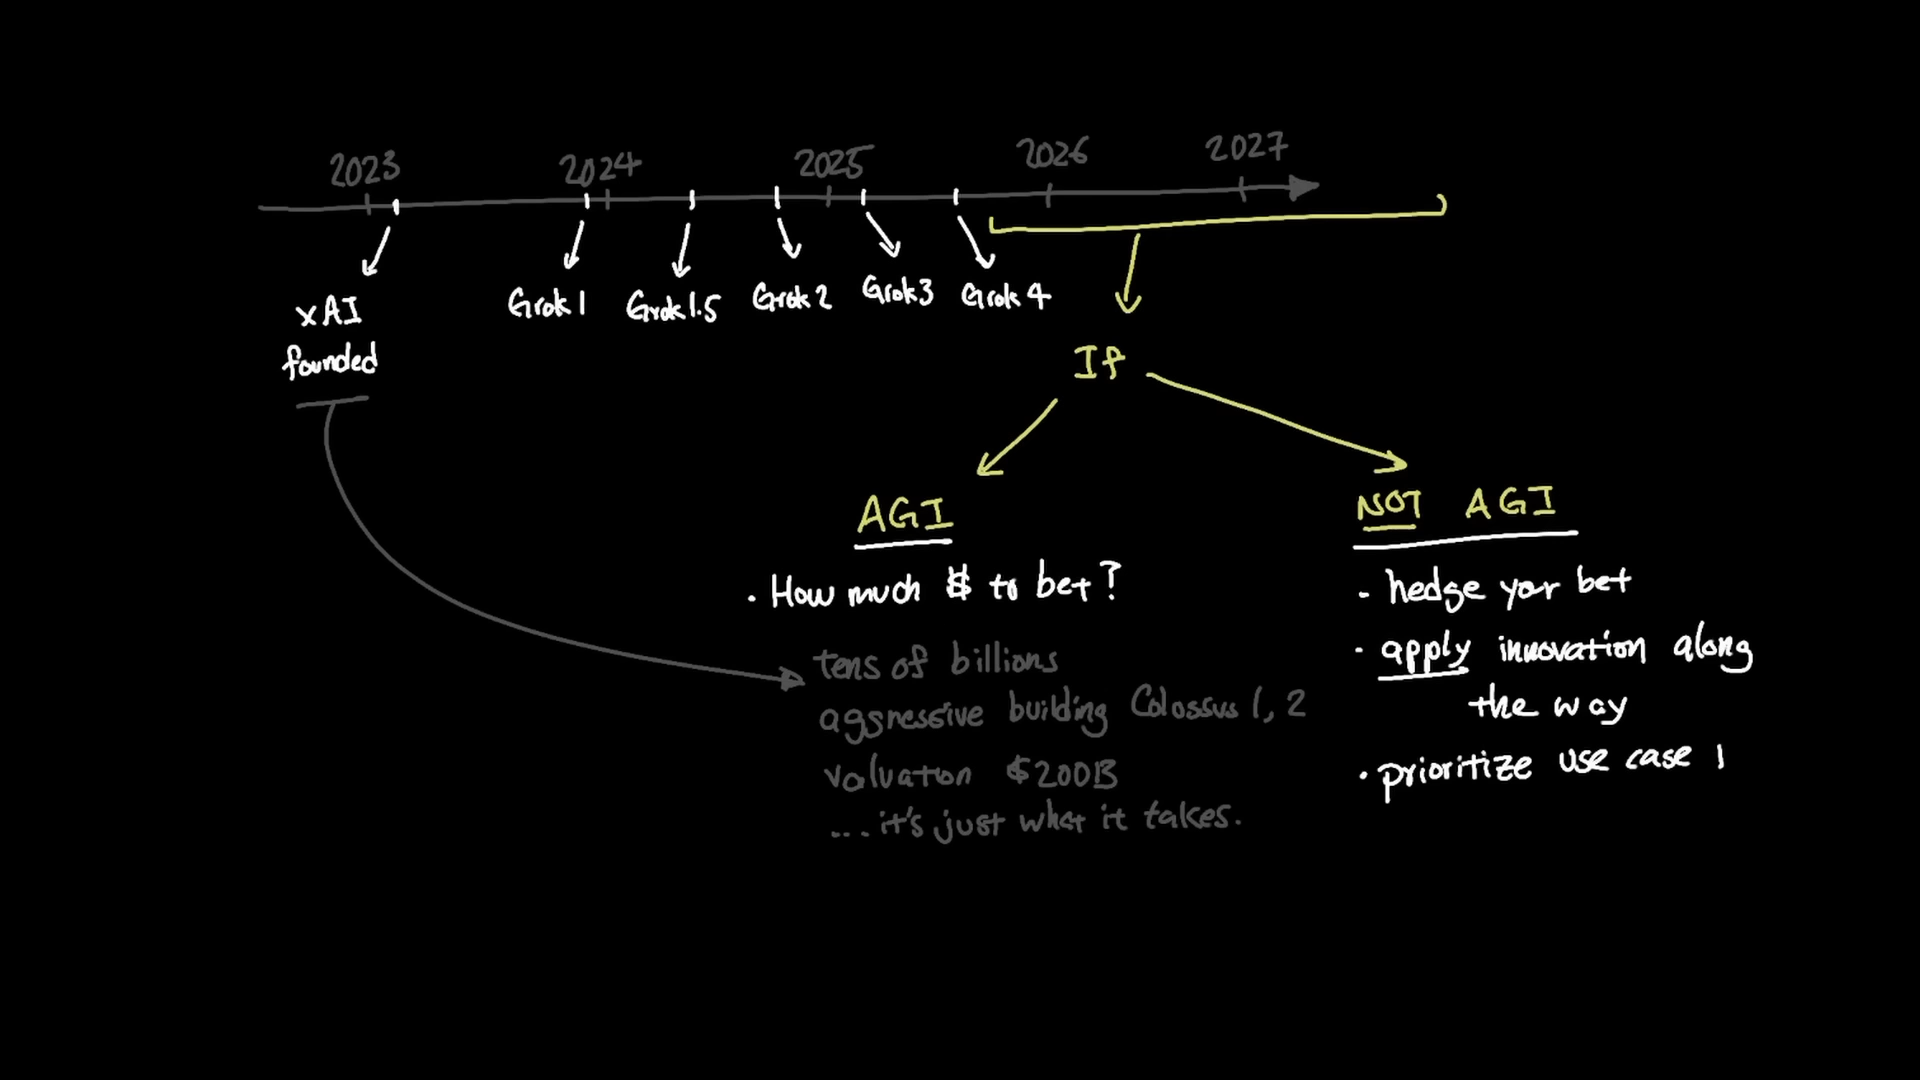 2023 2024 2025 2026 2027
xAI
founded
Grok 1 Grok 1.5 Grok 2 Grok 3 Grok 4
If
AGI
• How much $ to bet?
tens of billions
aggressive building Colossus 1, 2
valuation $200B
... it's just what it takes.
NOT AGI
- hedge your bet
• apply innovation along
the way
• prioritize use case 1